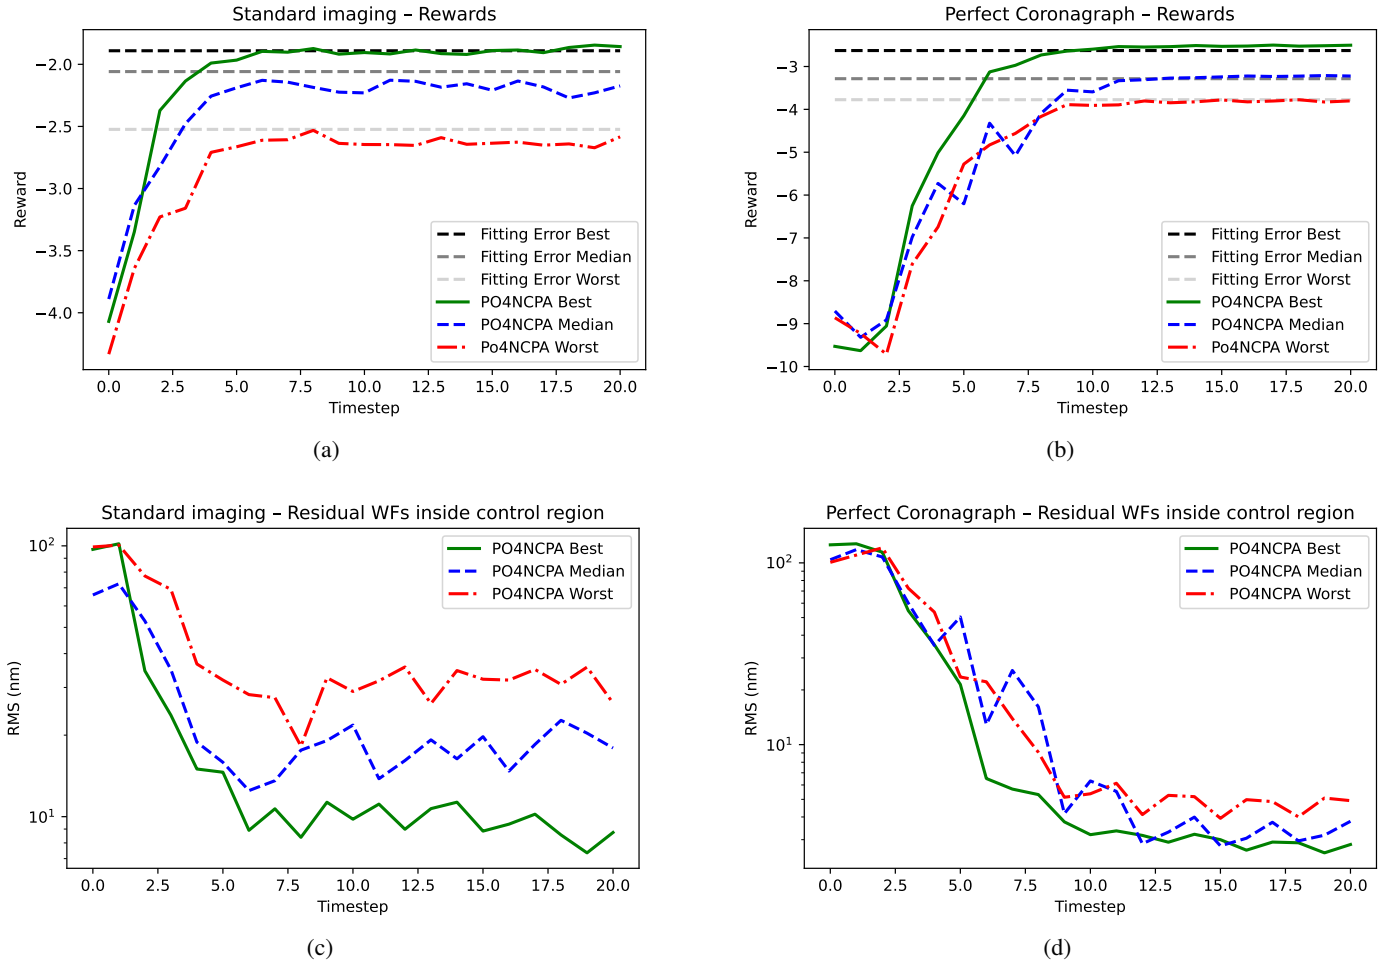 Standard imaging – Rewards
Reward
−2.0
−2.5
−3.0
−3.5
−4.0
Fitting Error Best
Fitting Error Median
Fitting Error Worst
PO4NCPA Best
PO4NCPA Median
Po4NCPA Worst
0.0 2.5 5.0 7.5 10.0 12.5 15.0 17.5 20.0
Timestep
(a)
Perfect Coronagraph – Rewards
Reward
−3
−4
−5
−6
−7
−8
−9
−10
Fitting Error Best
Fitting Error Median
Fitting Error Worst
PO4NCPA Best
PO4NCPA Median
Po4NCPA Worst
0.0 2.5 5.0 7.5 10.0 12.5 15.0 17.5 20.0
Timestep
(b)
Standard imaging – Residual WFs inside control region
RMS (nm)
10²
10¹
PO4NCPA Best
PO4NCPA Median
PO4NCPA Worst
0.0 2.5 5.0 7.5 10.0 12.5 15.0 17.5 20.0
Timestep
(c)
Perfect Coronagraph – Residual WFs inside control region
RMS (nm)
10²
10¹
PO4NCPA Best
PO4NCPA Median
PO4NCPA Worst
0.0 2.5 5.0 7.5 10.0 12.5 15.0 17.5 20.0
Timestep
(d)